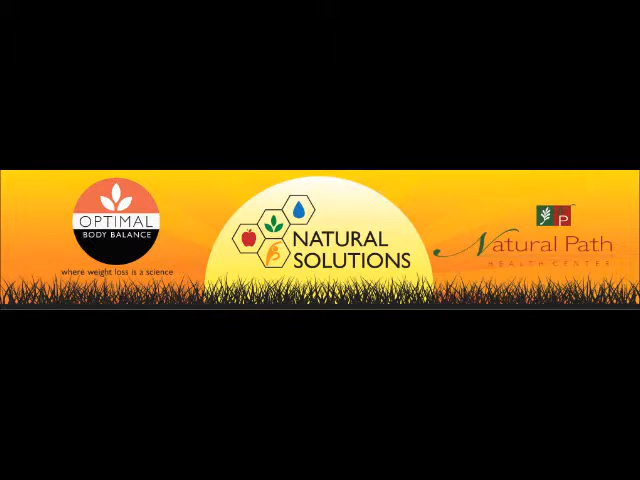 OPTIMAL
BODY BALANCE
where weight loss is a science
NATURAL
SOLUTIONS
P
Natural Path
HEALTH CENTER